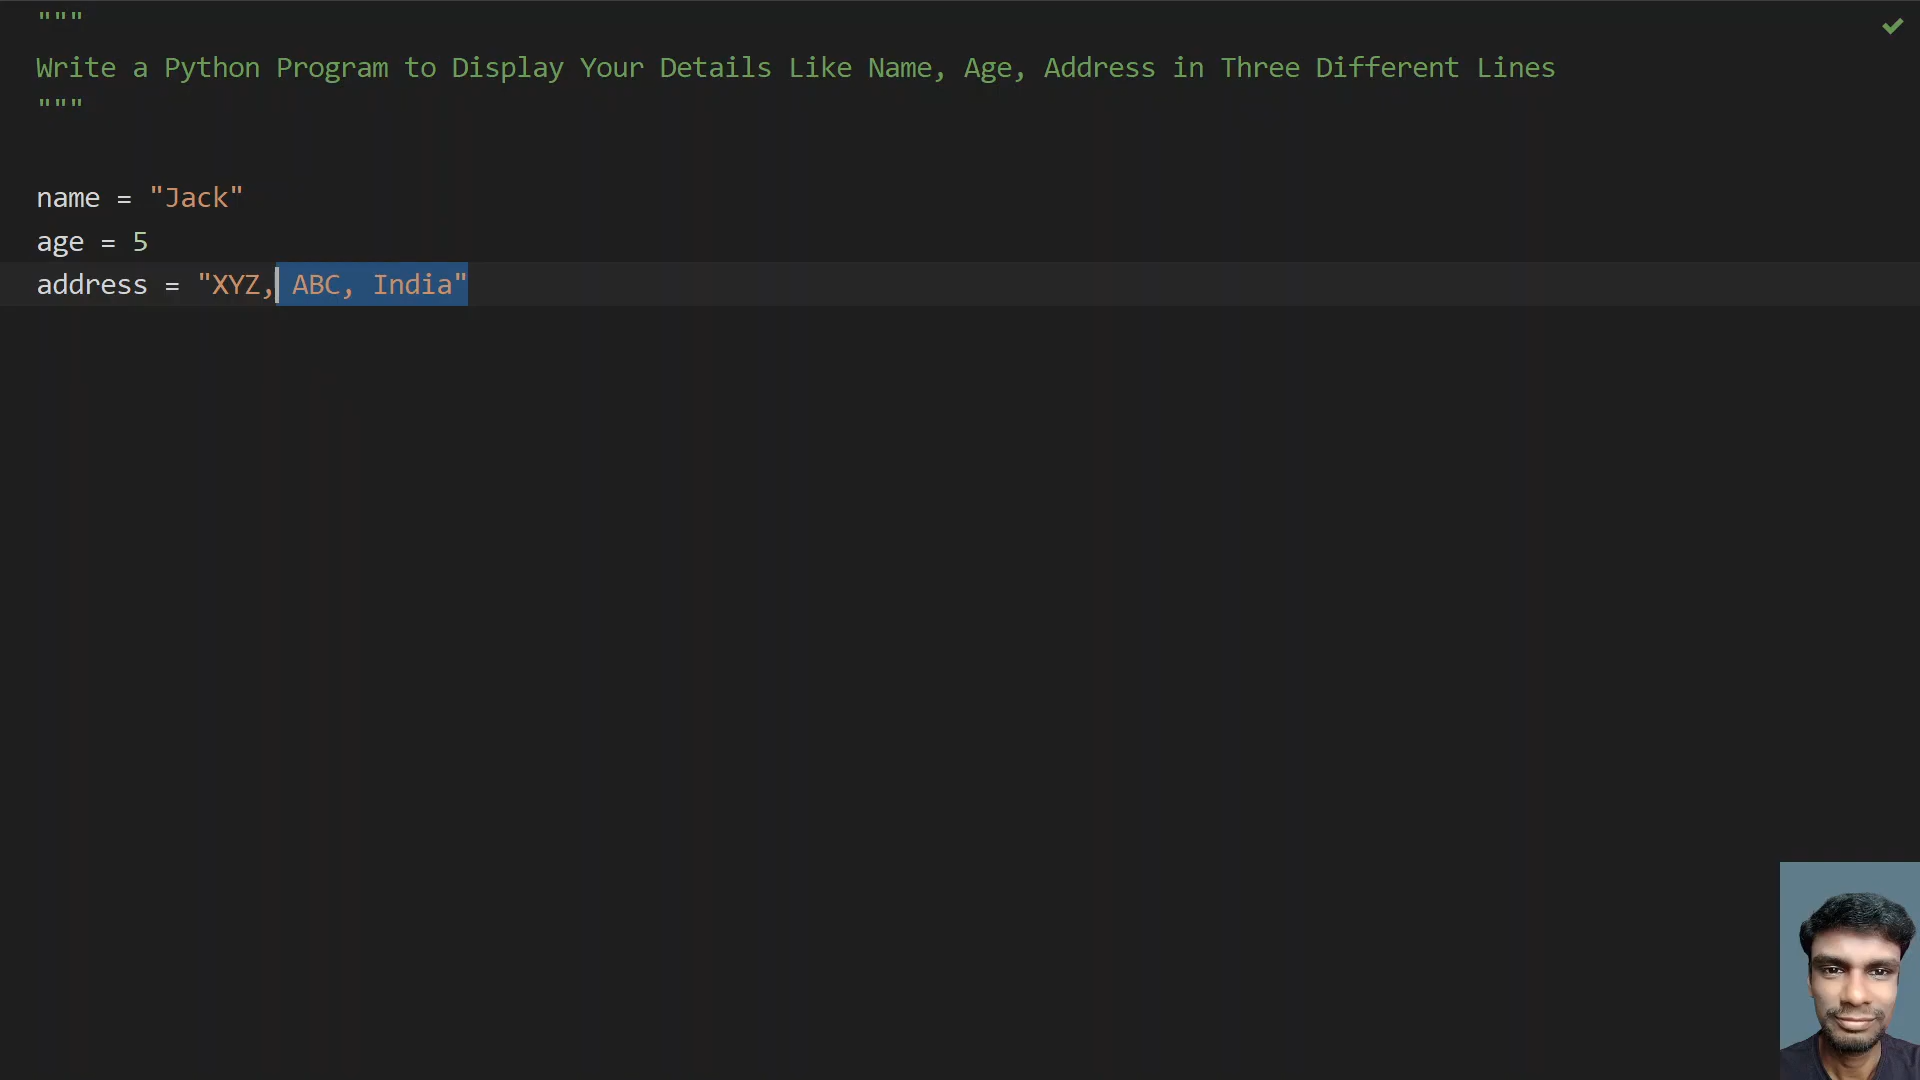 """
Write a Python Program to Display Your Details Like Name, Age, Address in Three Different Lines
"""
name = "Jack"
age = 5
address = "XYZ, ABC, India"